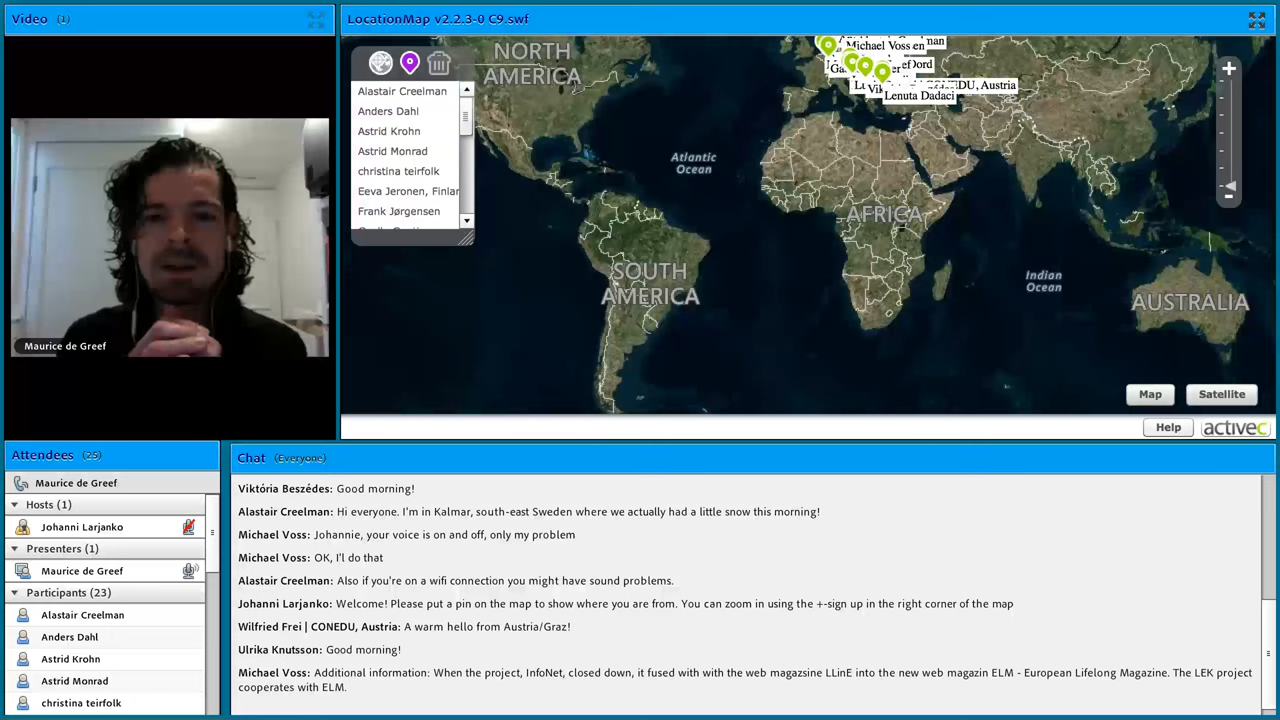 Video (1)
LocationMap v2.2.3-0 C9.swf
NORTH
AMERICA
Michael Voss
Lenuta Dadaci
CONEDU, Austria
Alastair Creelman
Anders Dahl
Astrid Krohn
Astrid Monrad
christina teirfolk
Eeva Jeronen, Finlar
Frank Jørgensen
Atlantic
Ocean
AFRICA
SOUTH
AMERICA
Indian
Ocean
AUSTRALIA
Map
Satellite
Help
activec
Maurice de Greef
Attendees (25)
Maurice de Greef
Hosts (1)
Johanni Larjanko
Presenters (1)
Maurice de Greef
Participants (23)
Alastair Creelman
Anders Dahl
Astrid Krohn
Astrid Monrad
christina teirfolk
Chat (Everyone)
Viktória Beszédes: Good morning!
Alastair Creelman: Hi everyone. I'm in Kalmar, south-east Sweden where we actually had a little snow this morning!
Michael Voss: Johannie, your voice is on and off, only my problem
Michael Voss: OK, I'l do that
Alastair Creelman: Also if you're on a wifi connection you might have sound problems.
Johanni Larjanko: Welcome! Please put a pin on the map to show where you are from. You can zoom in using the +-sign up in the right corner of the map
Wilfried Frei | CONEDU, Austria: A warm hello from Austria/Graz!
Ulrika Knutsson: Good morning!
Michael Voss: Additional information: When the project, InfoNet, closed down, it fused with with the web magazsine LLinE into the new web magazin ELM - European Lifelong Magazine. The LEK project
cooperates with ELM.